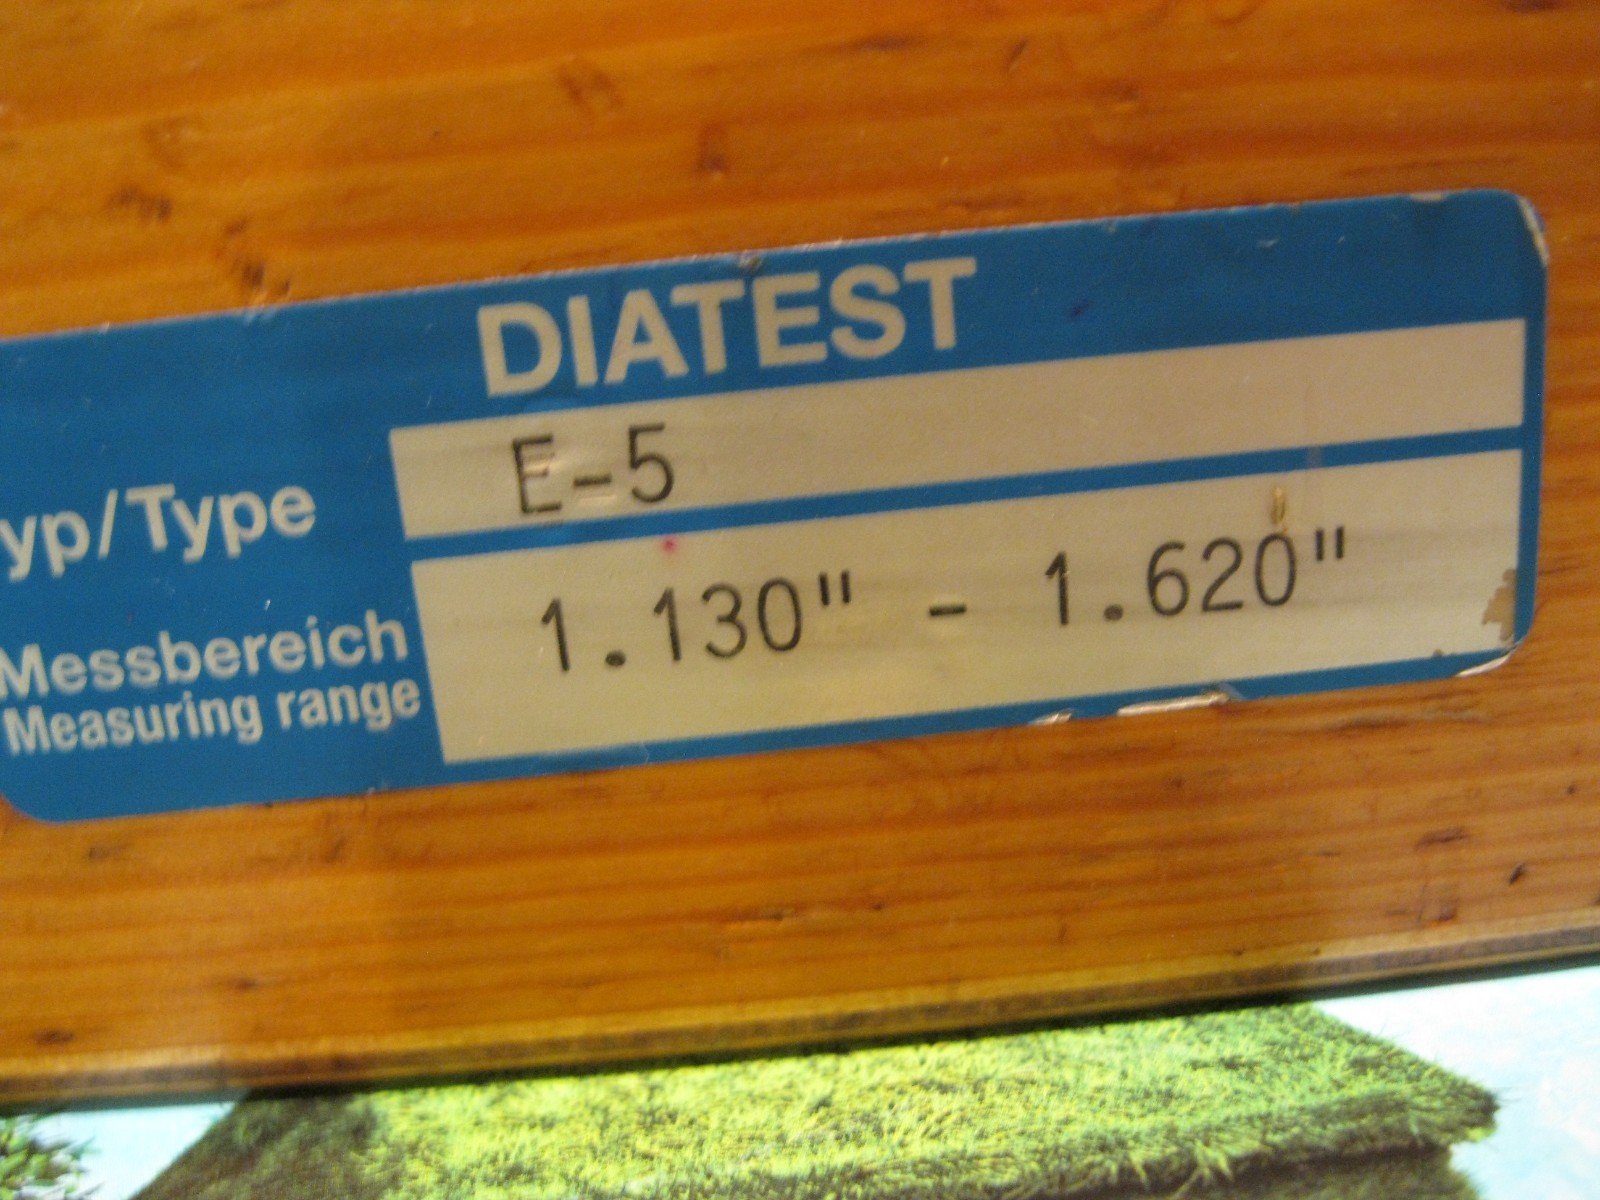 DIATEST
yp/Type E-5
Messbereich
Measuring range 1.130" - 1.620"